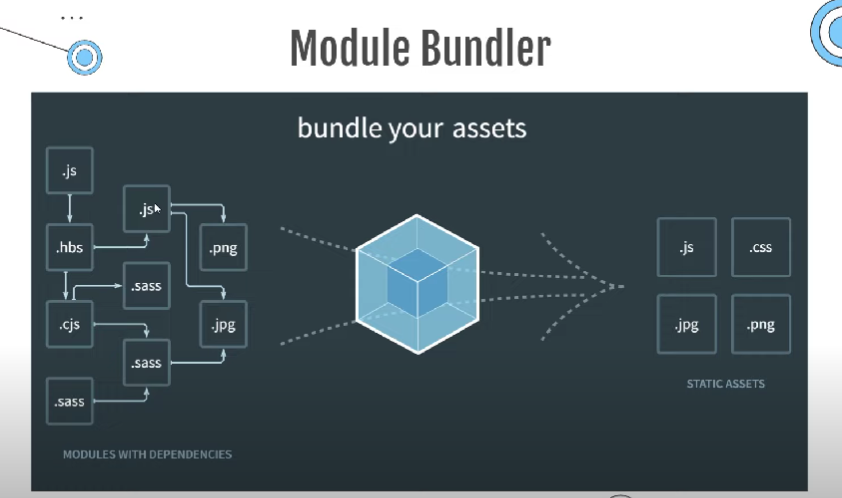 ...
Module Bundler
bundle your assets
.js
.js
.hbs
.png
.sass
.cjs
.jpg
.sass
.sass
MODULES WITH DEPENDENCIES
.js
.css
.jpg
.png
STATIC ASSETS